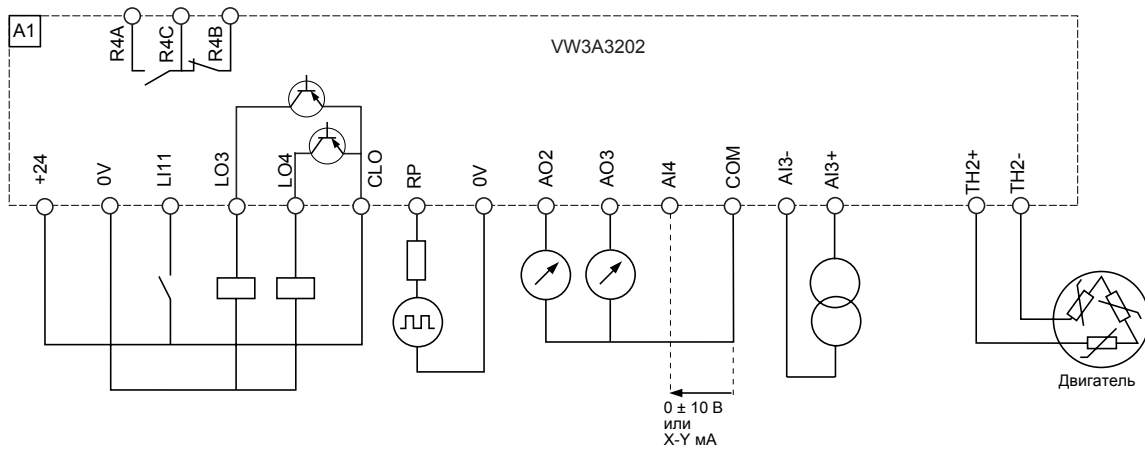 A1
R4A
R4C
R4B
VW3A3202
+24
0V
LI11
LO3
LO4
CLO
RP
0V
AO2
AO3
AI4
COM
AI3-
AI3+
TH2+
TH2-
0 ± 10 В
или
X-Y мА
Двигатель